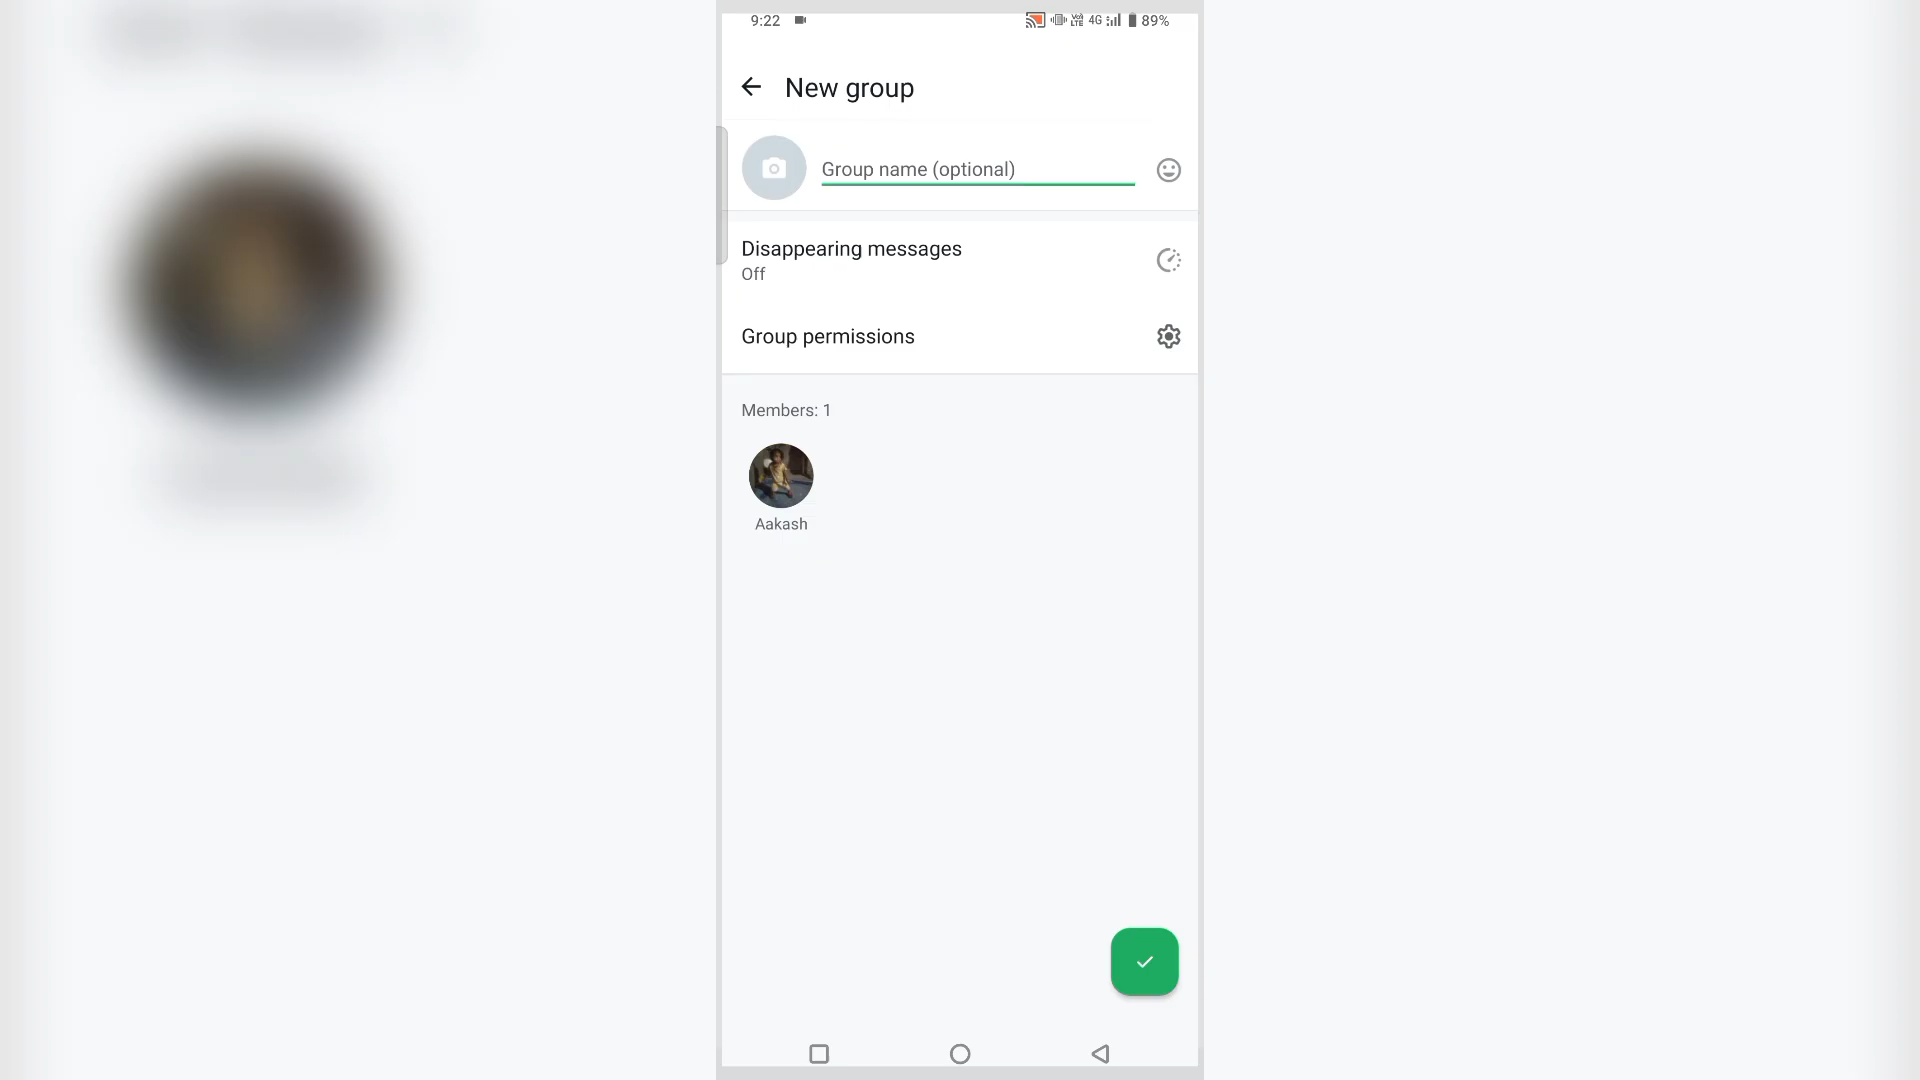 9:22 4G 89%
New group
Group name (optional)
Disappearing messages
Off
Group permissions
Members: 1
Aakash